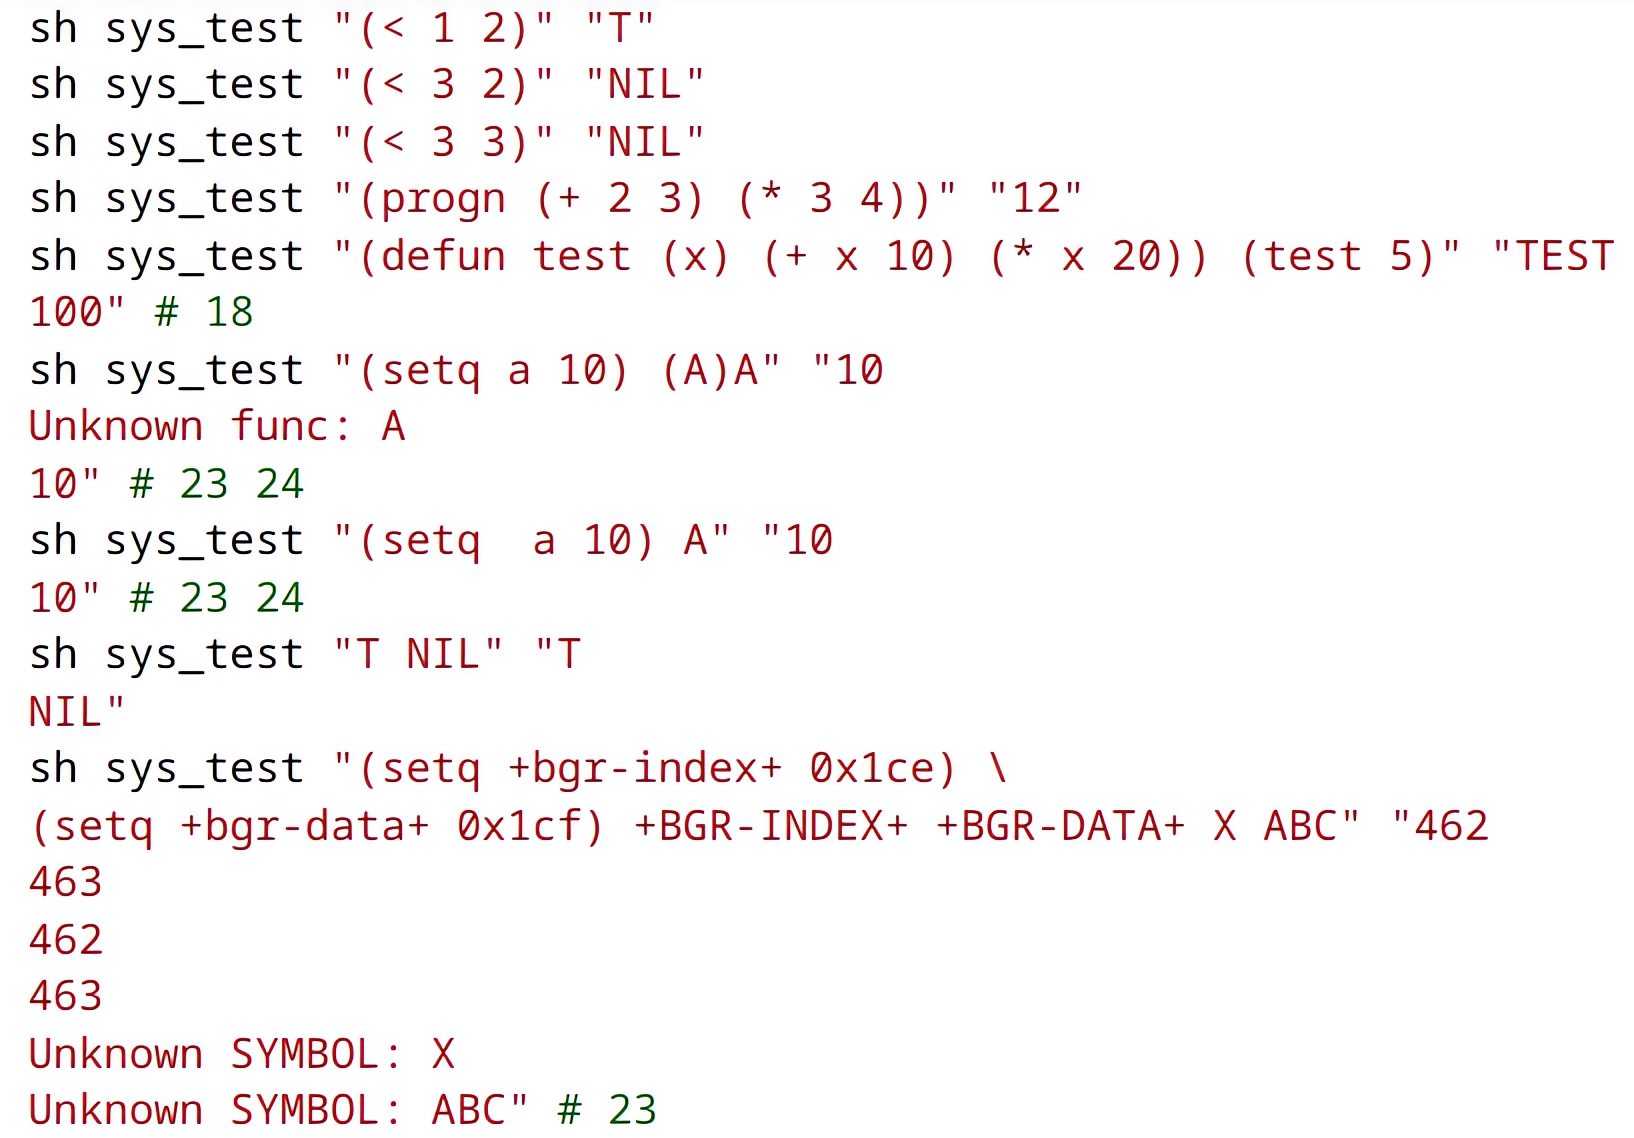 sh sys_test "(< 1 2)" "T"
sh sys_test "(< 3 2)" "NIL"
sh sys_test "(< 3 3)" "NIL"
sh sys_test "(progn (+ 2 3) (* 3 4))" "12"
sh sys_test "(defun test (x) (+ x 10) (* x 20)) (test 5)" "TEST
100" # 18
sh sys_test "(setq a 10) (A)A" "10
Unknown func: A
10" # 23 24
sh sys_test "(setq  a 10) A" "10
10" # 23 24
sh sys_test "T NIL" "T
NIL"
sh sys_test "(setq +bgr-index+ 0x1ce) \
(setq +bgr-data+ 0x1cf) +BGR-INDEX+ +BGR-DATA+ X ABC" "462
463
462
463
Unknown SYMBOL: X
Unknown SYMBOL: ABC" # 23